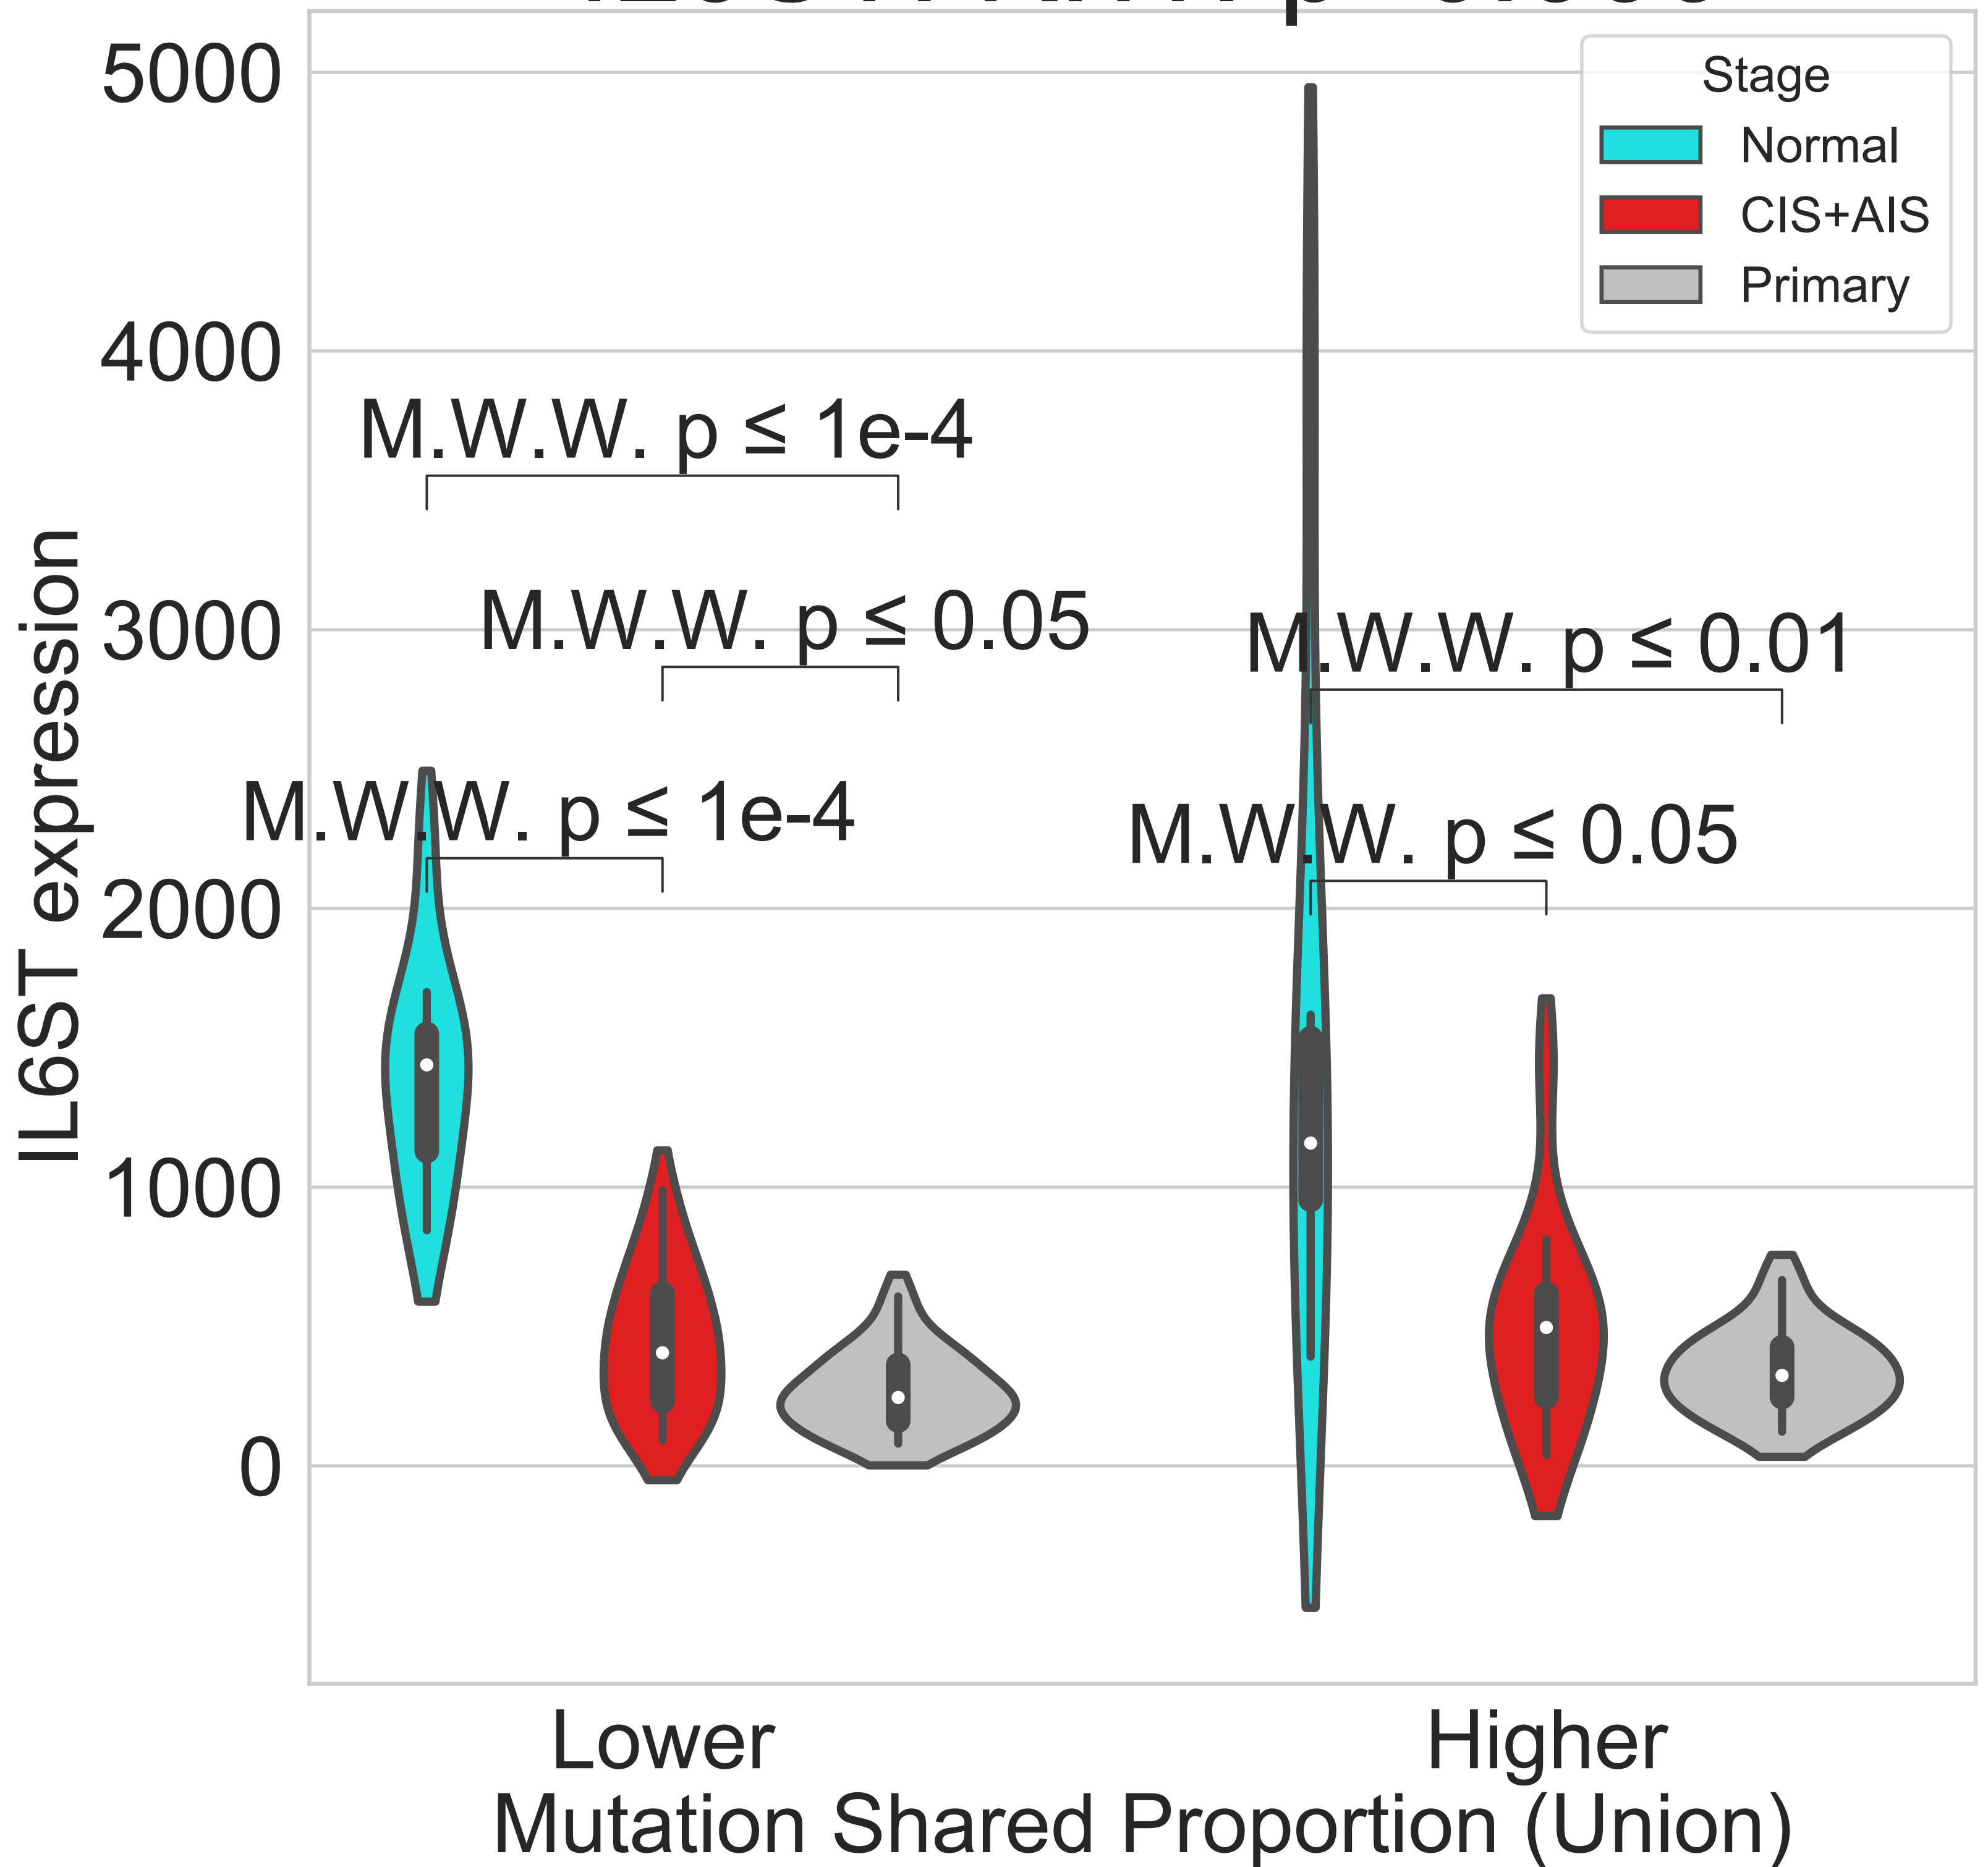 5000
4000
3000
2000
1000
0
IL6ST expression
Stage
Normal
CIS+AIS
Primary
M.W.W. p ≤ 1e-4
M.W.W. p ≤ 0.05
M.W.W. p ≤ 1e-4
M.W.W. p ≤ 0.01
M.W.W. p ≤ 0.05
Lower
Higher
Mutation Shared Proportion (Union)